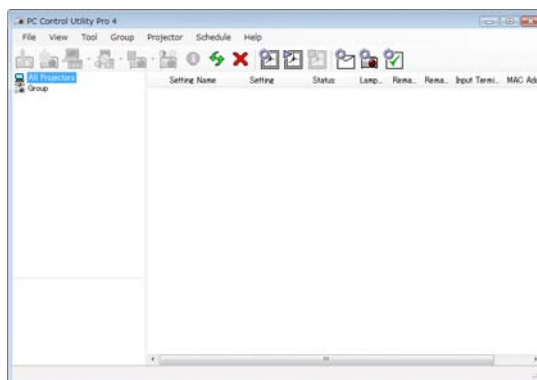 PC Control Utility Pro 4
File View Tool Group Projector Schedule Help
Setting Name Setting Status Lamp... Rema... Rema... Input Termi... MAC Add
All Projectors
Group